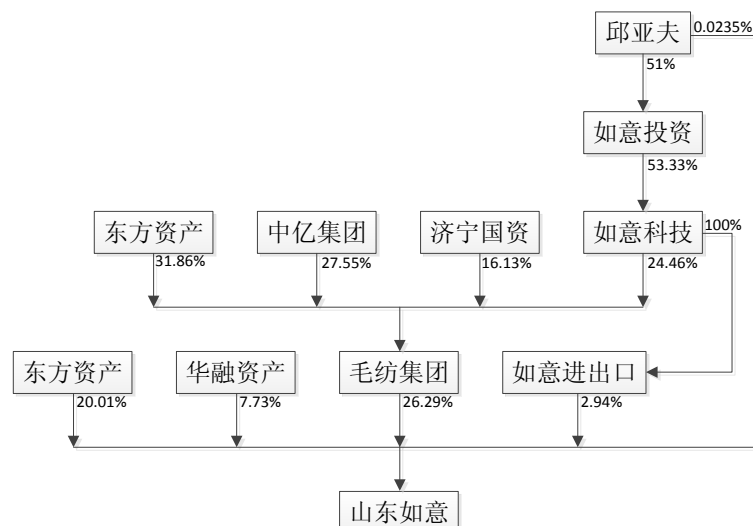 邱亚夫
0.0235%
51%
如意投资
53.33%
东方资产
中亿集团
济宁国资
如意科技
100%
31.86%
27.55%
16.13%
24.46%
东方资产
华融资产
毛纺集团
如意进出口
20.01%
7.73%
26.29%
2.94%
山东如意